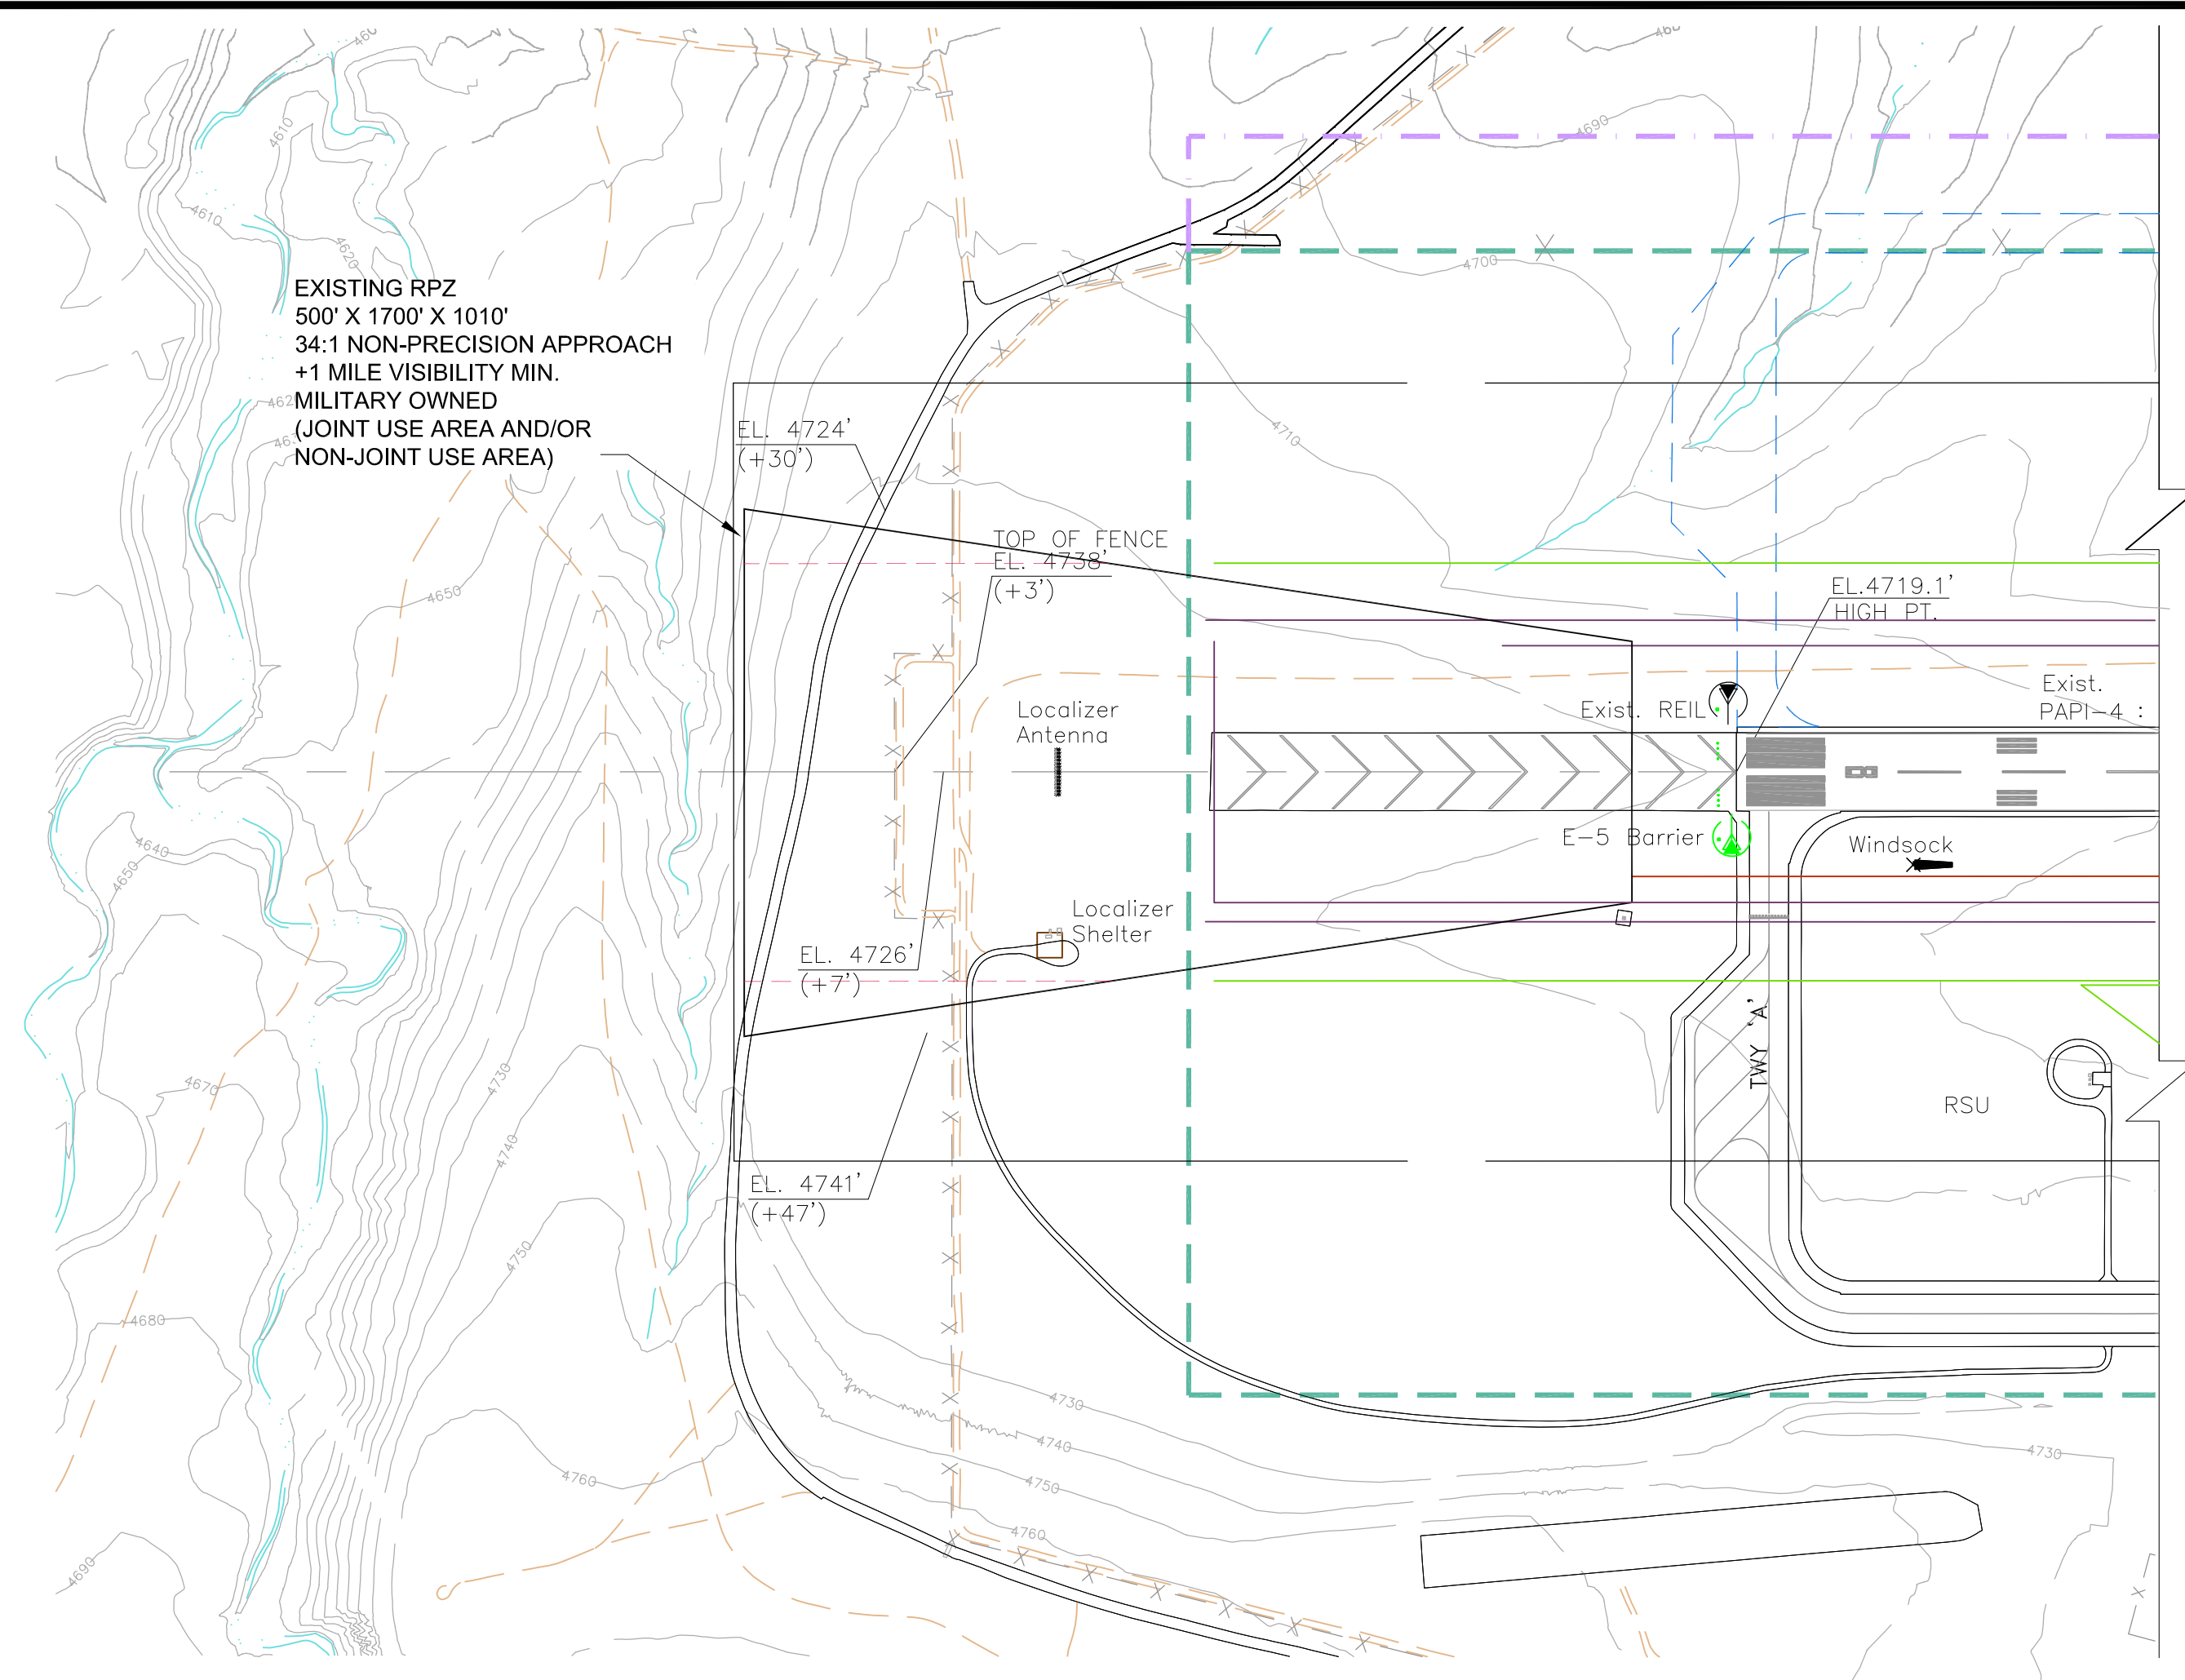 460
460
4690
4610
4610
4620
4700
EXISTING RPZ
500' X 1700' X 1010'
34:1 NON-PRECISION APPROACH
+1 MILE VISIBILITY MIN.
MILITARY OWNED
(JOINT USE AREA AND/OR
NON-JOINT USE AREA)
4620
EL. 4724'
(+30')
4710
TOP OF FENCE
EL. 4738'
(+3')
4650
EL.4719.1'
HIGH PT.
Exist.
PAPI-4 :
Localizer
Antenna
Exist. REIL
E-5 Barrier
Windsock
4640
4650
Localizer
Shelter
EL. 4726'
(+7')
TWY 'A'
4670
4730
RSU
4740
EL. 4741'
(+47')
4750
4680
4730
4740
4730
4760
4750
4760
4690